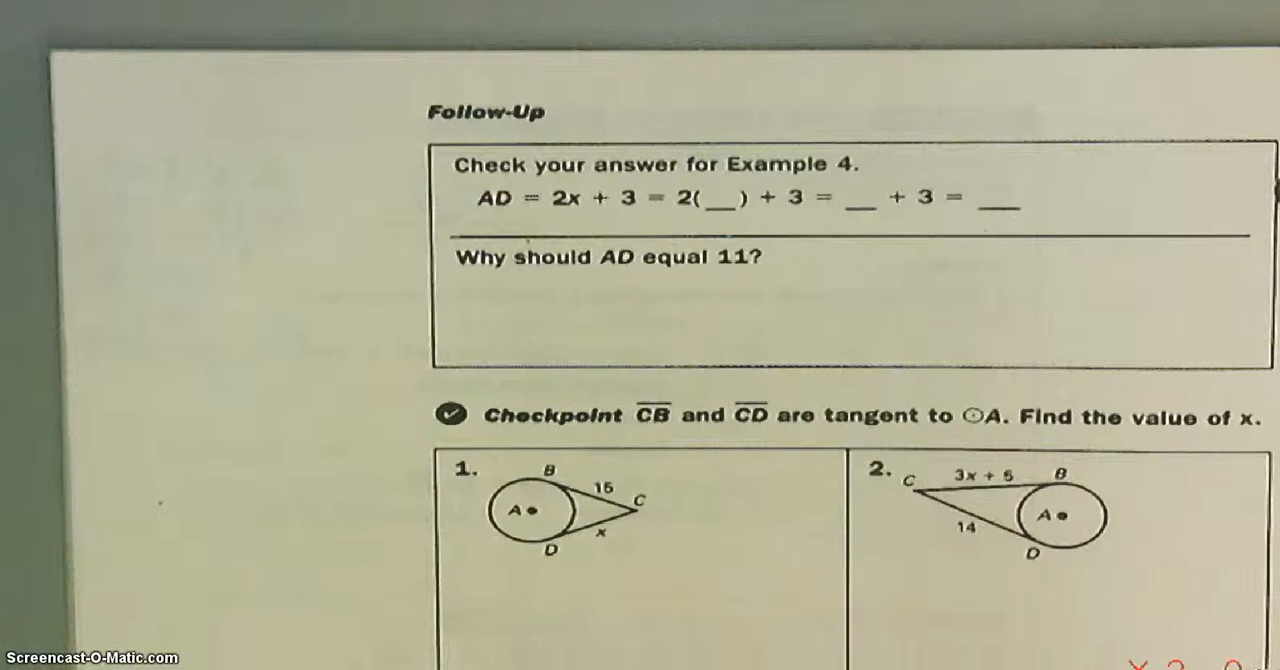 Follow-Up
Check your answer for Example 4.
AD = 2x + 3 = 2( __ ) + 3 = __ + 3 = ___
Why should AD equal 11?
Checkpoint CB and CD are tangent to ⊙A. Find the value of x.
1.
B
15
C
A
x
D
2.
C
3x + 5
B
A
14
D
Screencast-O-Matic.com